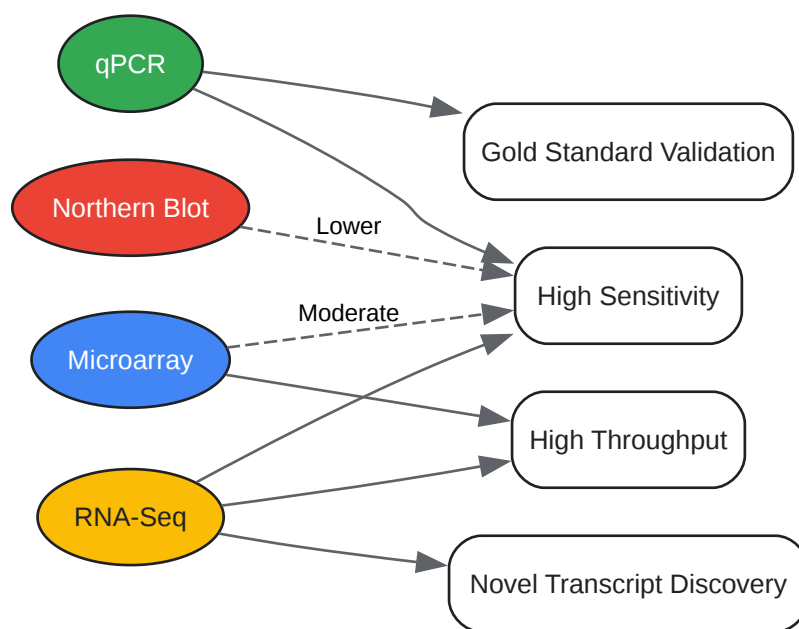 qPCR
Gold Standard Validation
Northern Blot
Lower
High Sensitivity
Moderate
Microarray
High Throughput
RNA-Seq
Novel Transcript Discovery